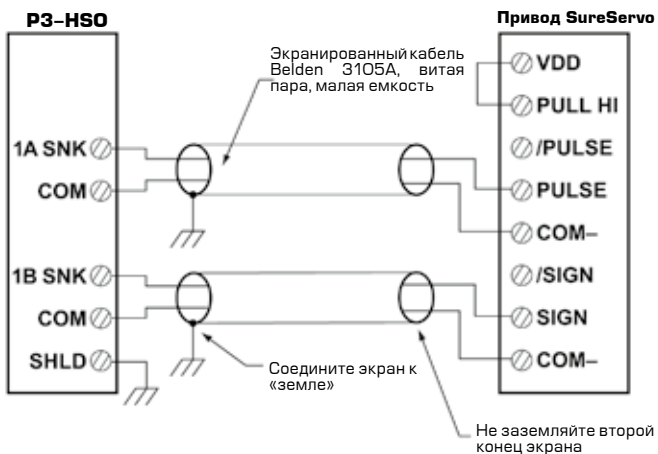 P3-HSO
Привод SureServo
Экранированный кабель
Belden 3105A, витая
пара, малая емкость
VDD
PULL HI
1A SNK
/PULSE
COM
PULSE
COM–
1B SNK
/SIGN
COM
SIGN
SHLD
COM–
Соедините экран к
«земле»
Не заземляйте второй
конец экрана